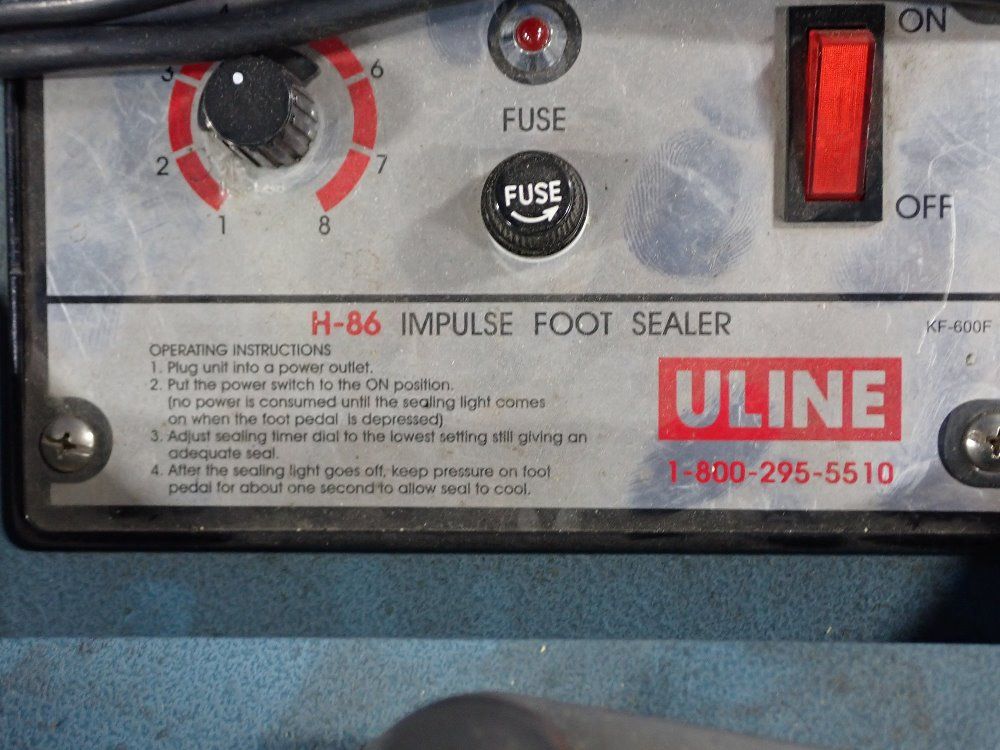 4
ON
3
6
FUSE
2
7
FUSE
OFF
1
8
H-86 IMPULSE FOOT SEALER
KF-600F
OPERATING INSTRUCTIONS
1. Plug unit into a power outlet.
2. Put the power switch to the ON position.
(no power is consumed until the sealing light comes
on when the foot pedal is depressed)
3. Adjust sealing timer dial to the lowest setting still giving an
adequate seal.
4. After the sealing light goes off, keep pressure on foot
pedal for about one second to allow seal to cool.
ULINE
1-800-295-5510